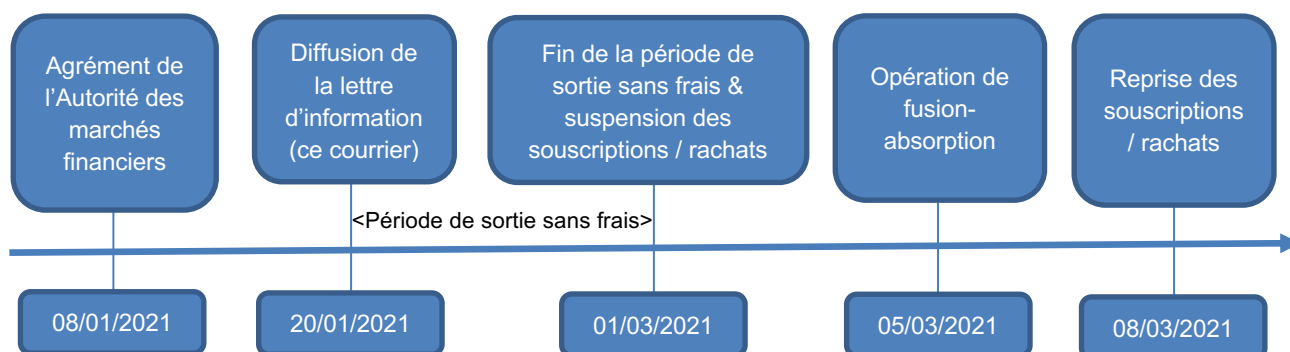 Agrément de
l’Autorité des
marchés
financiers
Diffusion de
la lettre
d’information
(ce courrier)
Fin de la période de
sortie sans frais &
suspension des
souscriptions / rachats
Opération de
fusion-
absorption
Reprise des
souscriptions
/ rachats
<Période de sortie sans frais>
08/01/2021
20/01/2021
01/03/2021
05/03/2021
08/03/2021